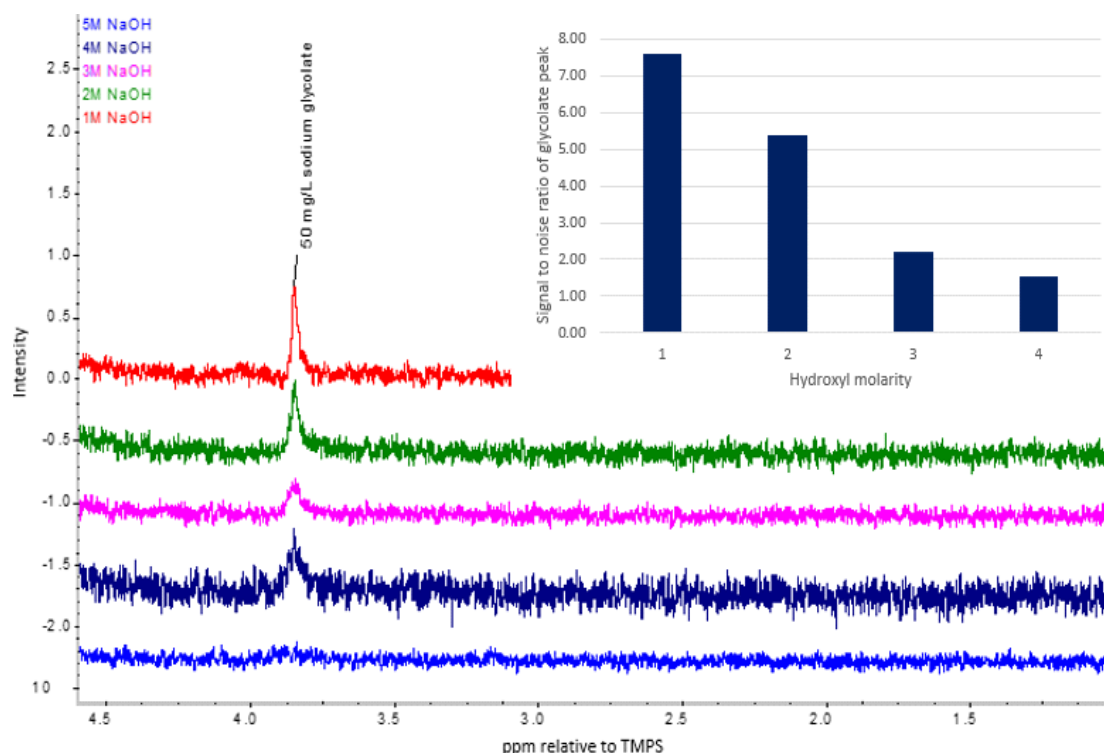 5M NaOH
4M NaOH
3M NaOH
2M NaOH
1M NaOH
50 mg/L sodium glycolate
Intensity
2.5
2.0
1.5
1.0
0.5
0.0
-0.5
-1.0
-1.5
-2.0
10
4.5 4.0 3.5 3.0 2.5 2.0 1.5
ppm relative to TMPS
Signal to noise ratio of glycolate peak
8.00
7.00
6.00
5.00
4.00
3.00
2.00
1.00
0.00
1 2 3 4
Hydroxyl molarity